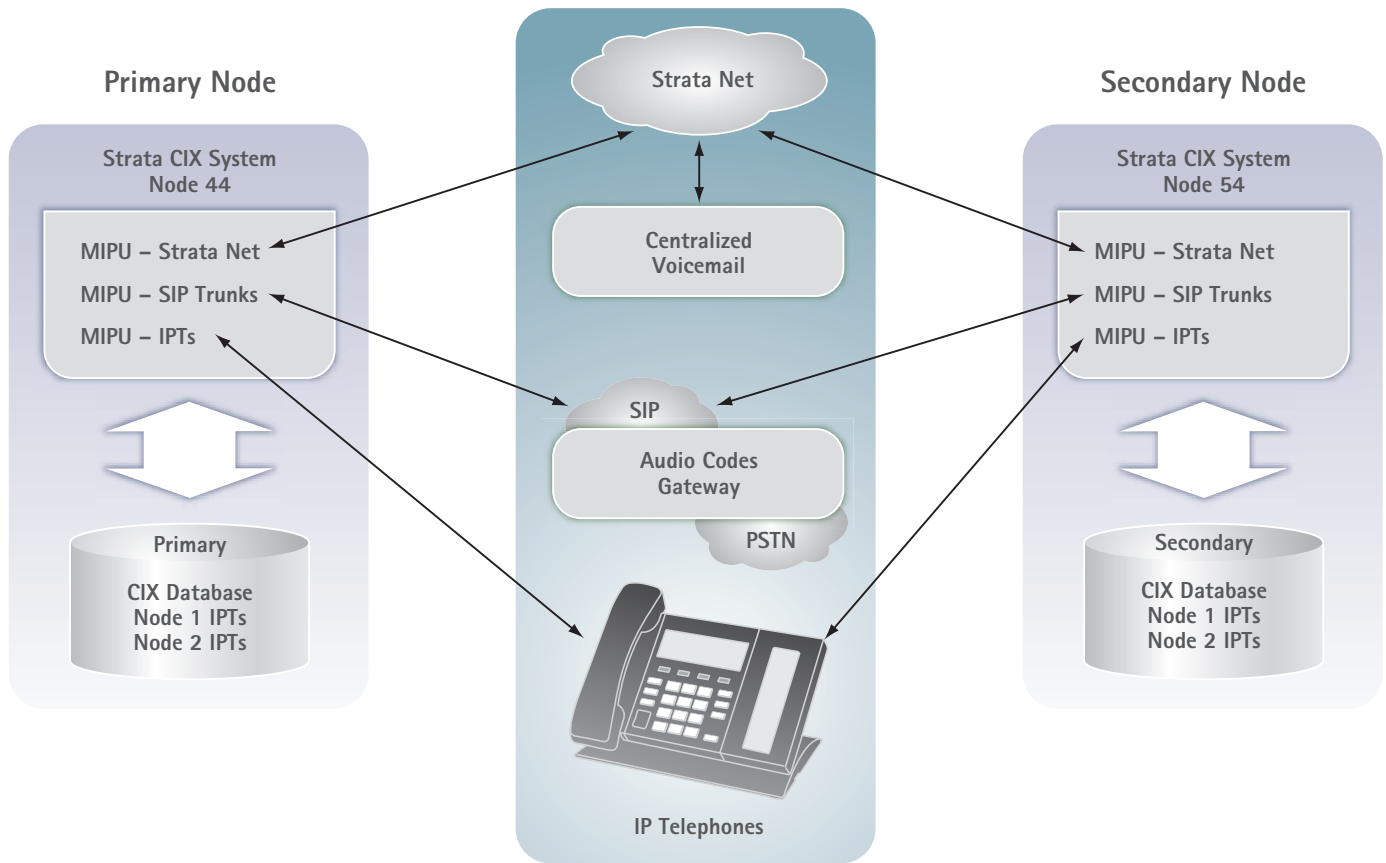 Primary Node
Strata CIX System
Node 44
MIPU – Strata Net
MIPU – SIP Trunks
MIPU – IPTs
Primary
CIX Database
Node 1 IPTs
Node 2 IPTs
Strata Net
Centralized
Voicemail
SIP
Audio Codes
Gateway
PSTN
IP Telephones
Secondary Node
Strata CIX System
Node 54
MIPU – Strata Net
MIPU – SIP Trunks
MIPU – IPTs
Secondary
CIX Database
Node 1 IPTs
Node 2 IPTs